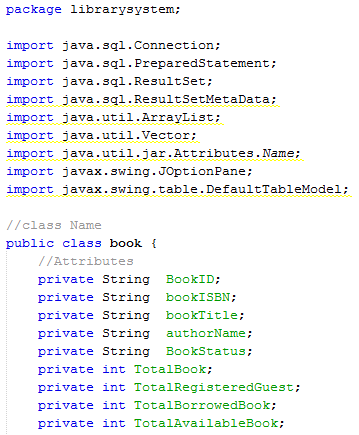 package librarysystem;
import java.sql.Connection;
import java.sql.PreparedStatement;
import java.sql.ResultSet;
import java.sql.ResultSetMetaData;
import java.util.ArrayList;
import java.util.Vector;
import java.util.jar.Attributes.Name;
import javax.swing.JOptionPane;
import javax.swing.table.DefaultTableModel;
//class Name
public class book {
//Attributes
private String  BookID;
private String  bookISBN;
private String  bookTitle;
private String  authorName;
private String  BookStatus;
private int TotalBook;
private int TotalRegisteredGuest;
private int TotalBorrowedBook;
private int TotalAvailableBook;